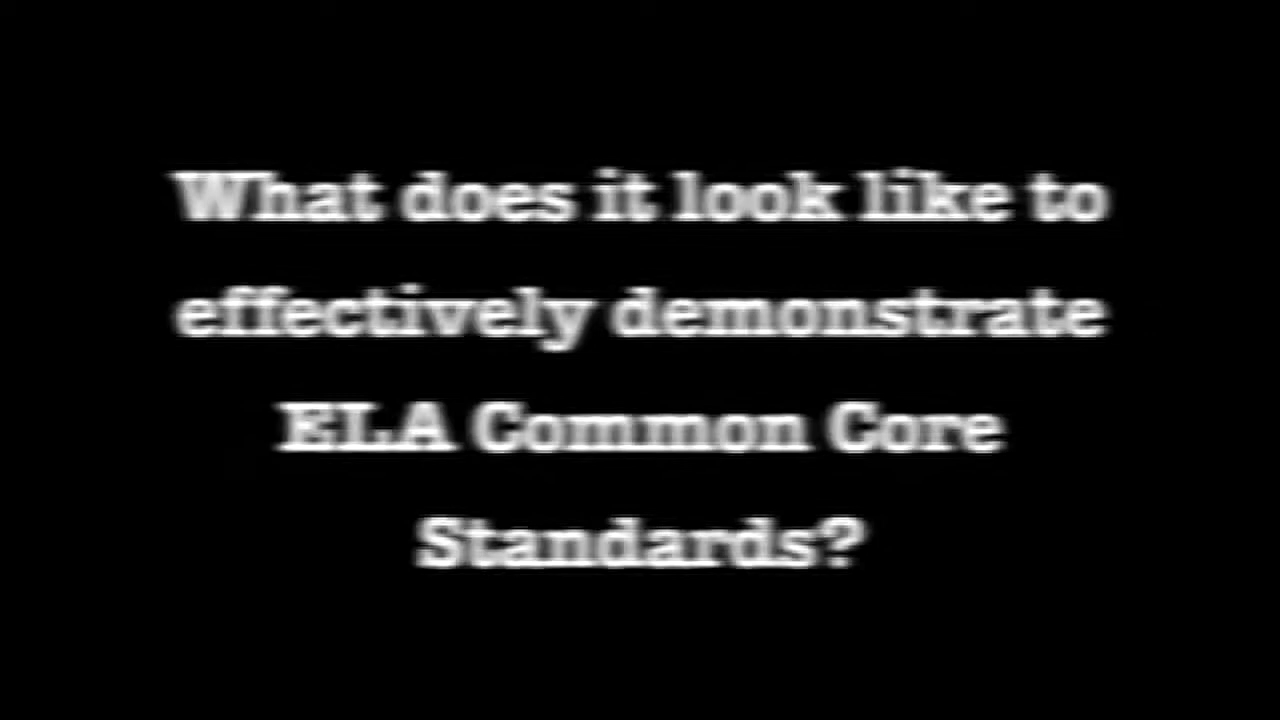 What does it look like to
effectively demonstrate
ELA Common Core
Standards?